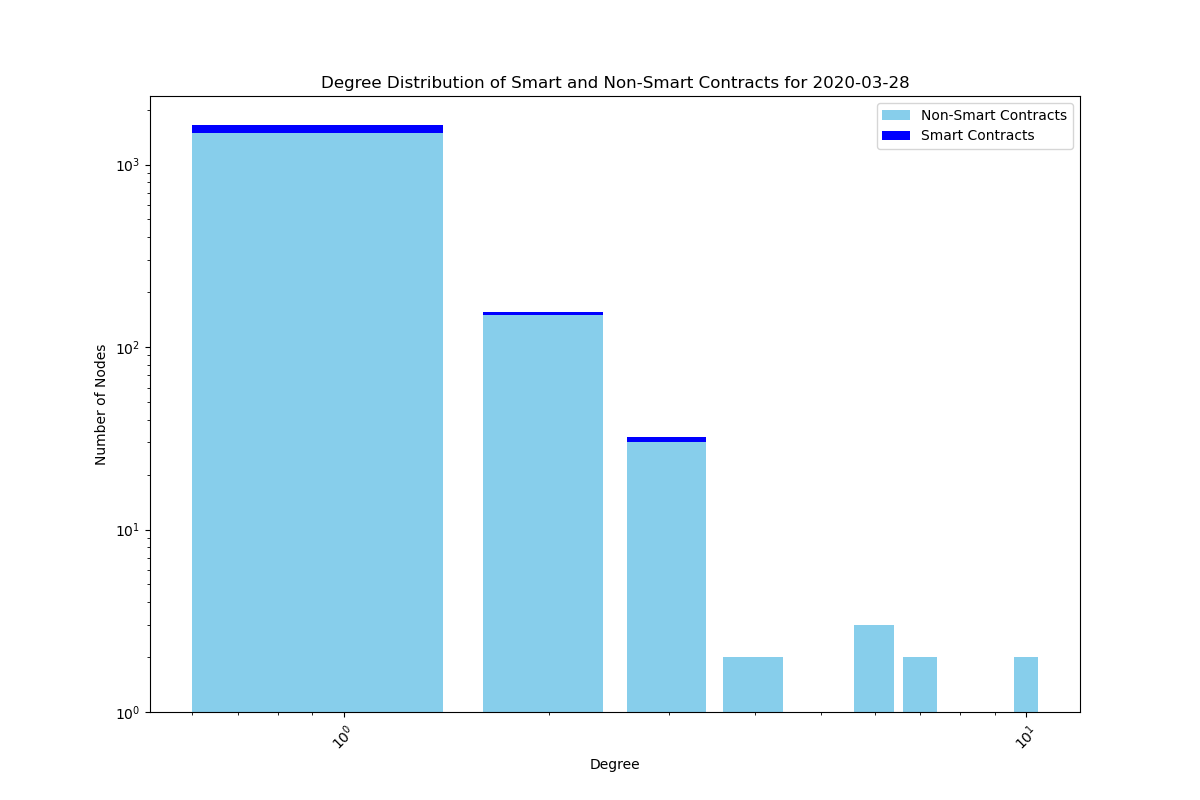 Degree Distribution of Smart and Non-Smart Contracts for 2020-03-28
Non-Smart Contracts
Smart Contracts
Number of Nodes
10³
10²
10¹
10⁰
10⁰
10¹
Degree